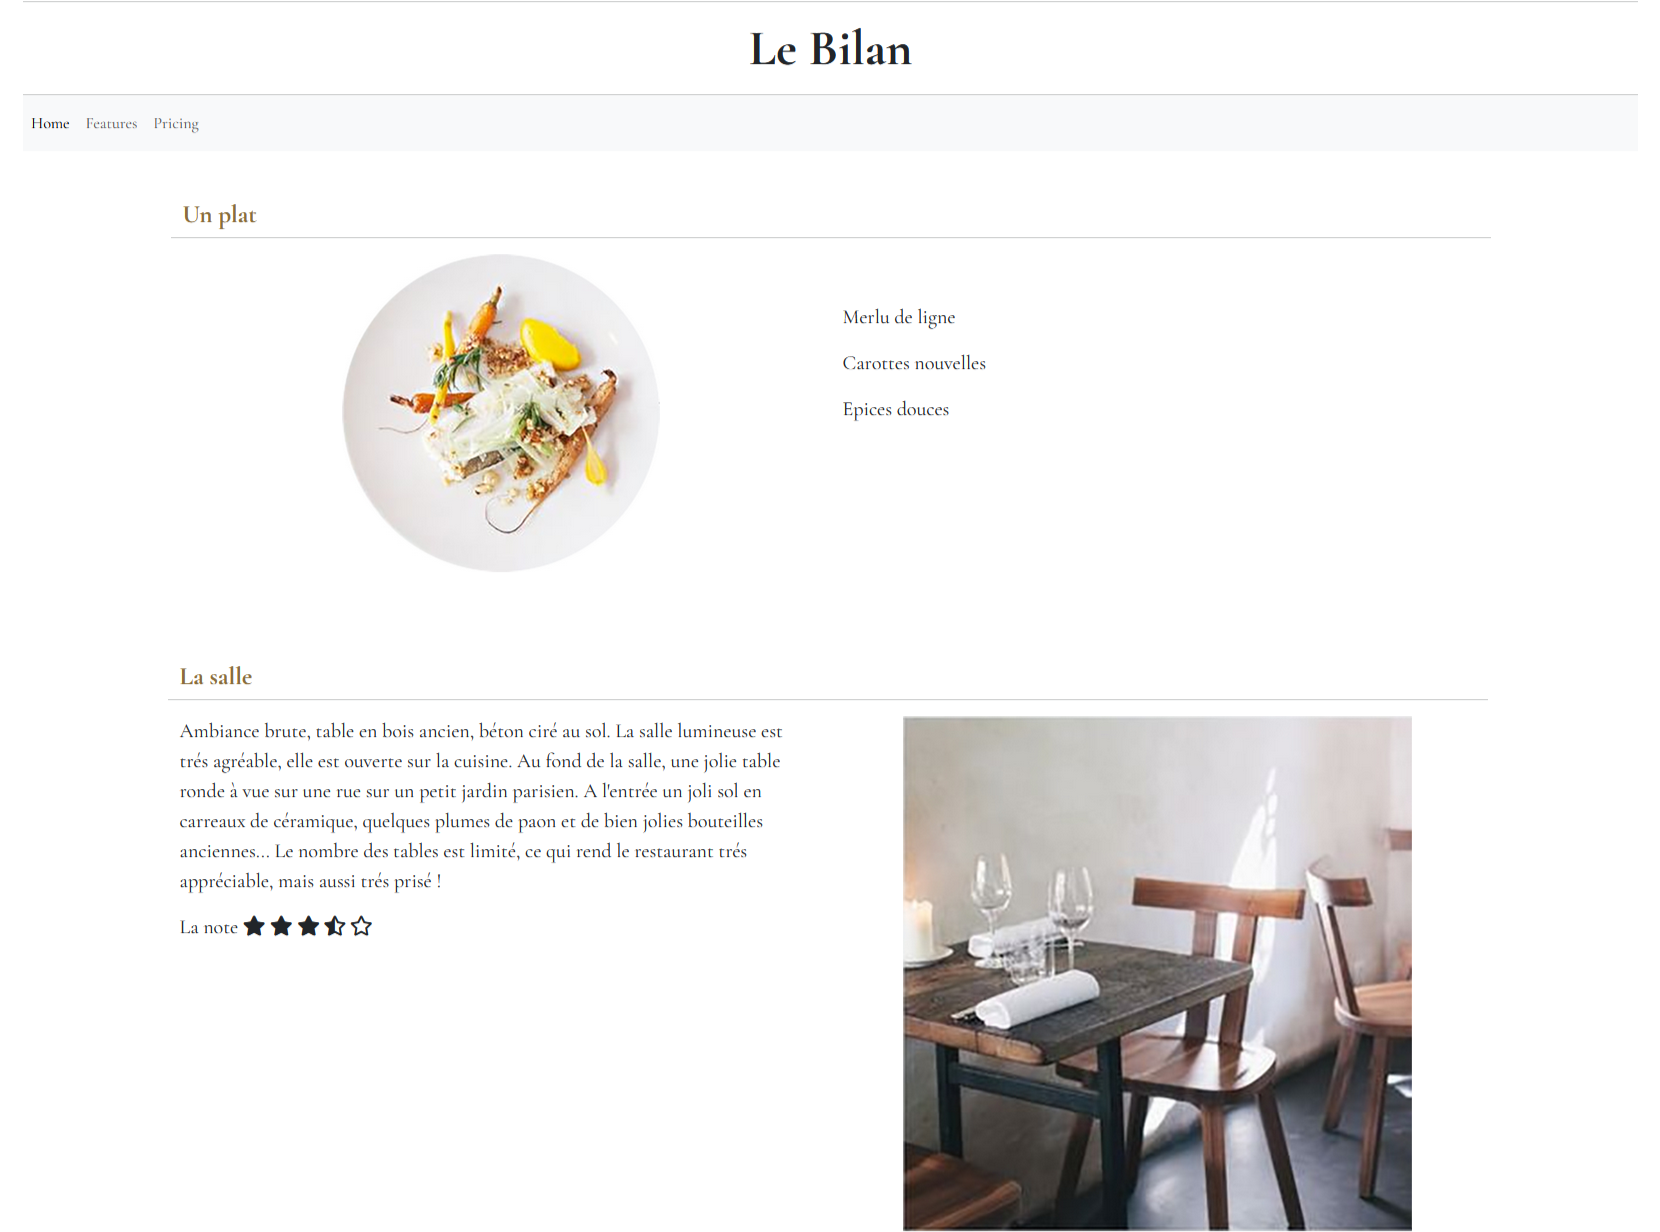 Le Bilan
Home Features Pricing
Un plat
Merlu de ligne
Carottes nouvelles
Epices douces
La salle
Ambiance brute, table en bois ancien, béton ciré au sol. La salle lumineuse est
trés agréable, elle est ouverte sur la cuisine. Au fond de la salle, une jolie table
ronde à vue sur une rue sur un petit jardin parisien. A l'entrée un joli sol en
carreaux de céramique, quelques plumes de paon et de bien jolies bouteilles
anciennes... Le nombre des tables est limité, ce qui rend le restaurant trés
appréciable, mais aussi trés prisé !
La note